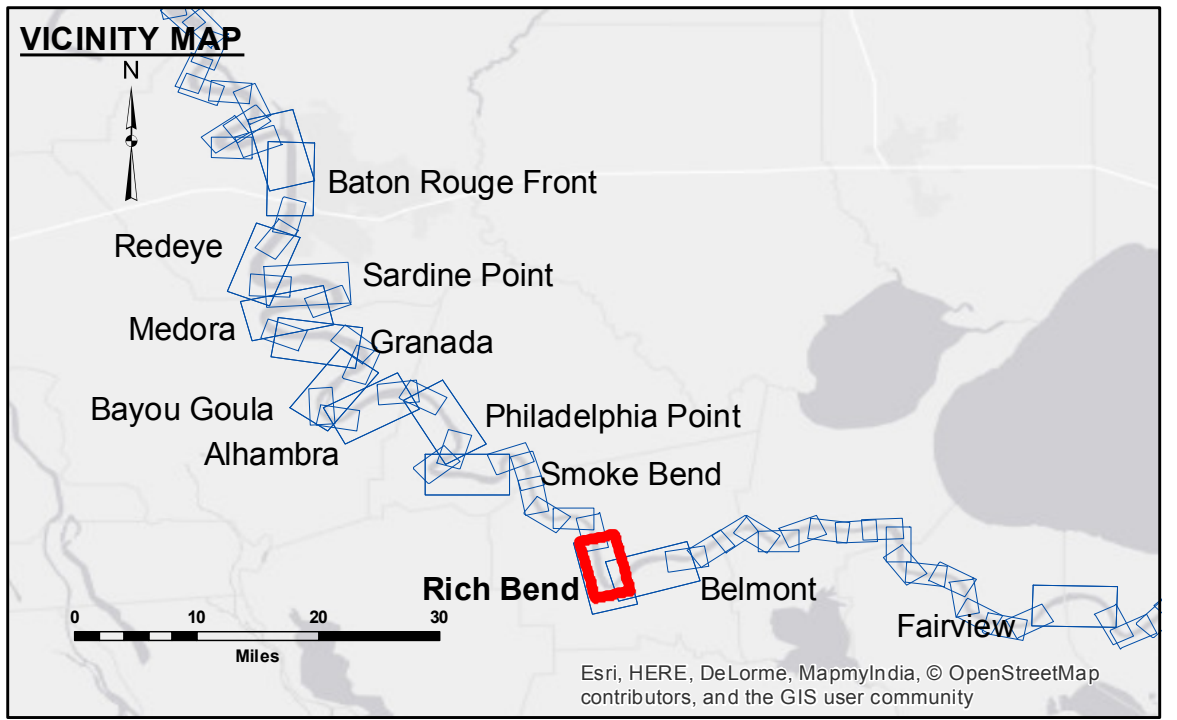 VICINITY MAP
N
Baton Rouge Front
Redeye
Sardine Point
Medora
Granada
Bayou Goula
Philadelphia Point
Alhambra
Smoke Bend
Rich Bend
Belmont
0 10 20 30
Fairview
Miles
Esri, HERE, DeLorme, MapmyIndia, © OpenStreetMap
contributors, and the GIS user community